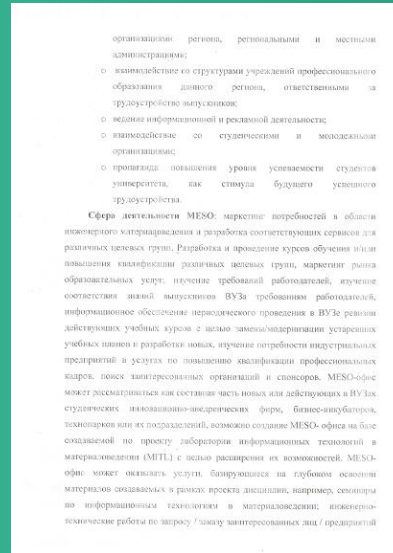 организациями региона, региональными и местными
администрациями;
o взаимодействие со структурами учреждений профессионального
образования данного региона, ответственными за
трудоустройство выпускников;
o ведение информационной и рекламной деятельности;
o взаимодействие со студенческими и молодежными
организациями;
o пропаганда повышения уровня успеваемости студентов
университета, как стимула будущего успешного
трудоустройства.
Сфера деятельности MESO: маркетинг потребностей в области
инженерного материаловедения и разработка соответствующих сервисов для
различных целевых групп. Разработка и проведение курсов обучения и/или
повышения квалификации различных целевых групп, маркетинг рынка
образовательных услуг, изучение требований работодателей, изучение
соответствия знаний выпускников ВУЗа требованиям работодателей,
информационное обеспечение периодического проведения в ВУЗе ревизии
действующих учебных курсов с целью замены/модернизации устаревших
учебных планов и разработки новых, изучение потребности индустриальных
предприятий в услугах по повышению квалификации профессиональных
кадров, поиск заинтересованных организаций и спонсоров. MESO-офис
может рассматриваться как составная часть новых или действующих в ВУЗах
студенческих инновационно-внедренческих фирм, бизнес-инкубаторов,
технопарков или их подразделений, возможно создание MESO- офиса на базе
создаваемой по проекту лаборатории информационных технологий в
материаловедении (MITL) с целью расширения их возможностей. MESO-
офис может оказывать услуги, базирующиеся на глубоком освоении
материалов создаваемых в рамках проекта дисциплин, например, семинары
по информационным технологиям в материаловедении; инженерно-
технические работы по запросу / заказу заинтересованных лиц / предприятий